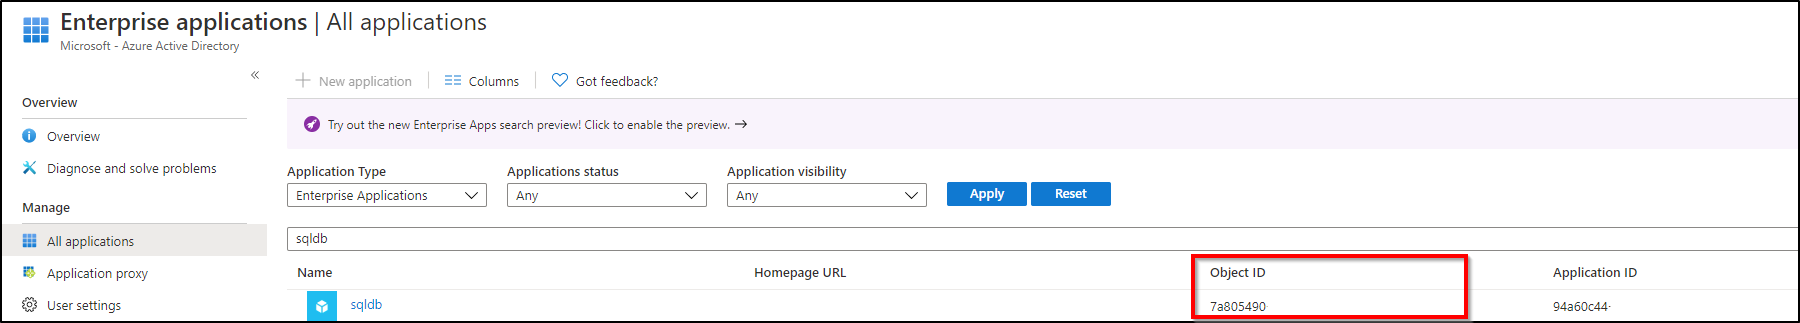 Enterprise applications | All applications
Microsoft - Azure Active Directory
«
Overview
Overview
Diagnose and solve problems
Manage
All applications
Application proxy
User settings
New application
Columns
Got feedback?
Try out the new Enterprise Apps search preview! Click to enable the preview. →
Application Type
Applications status
Application visibility
Enterprise Applications
Any
Any
Apply
Reset
sqldb
Name Homepage URL Object ID Application ID
sqldb 7a805490- 94a60c44-